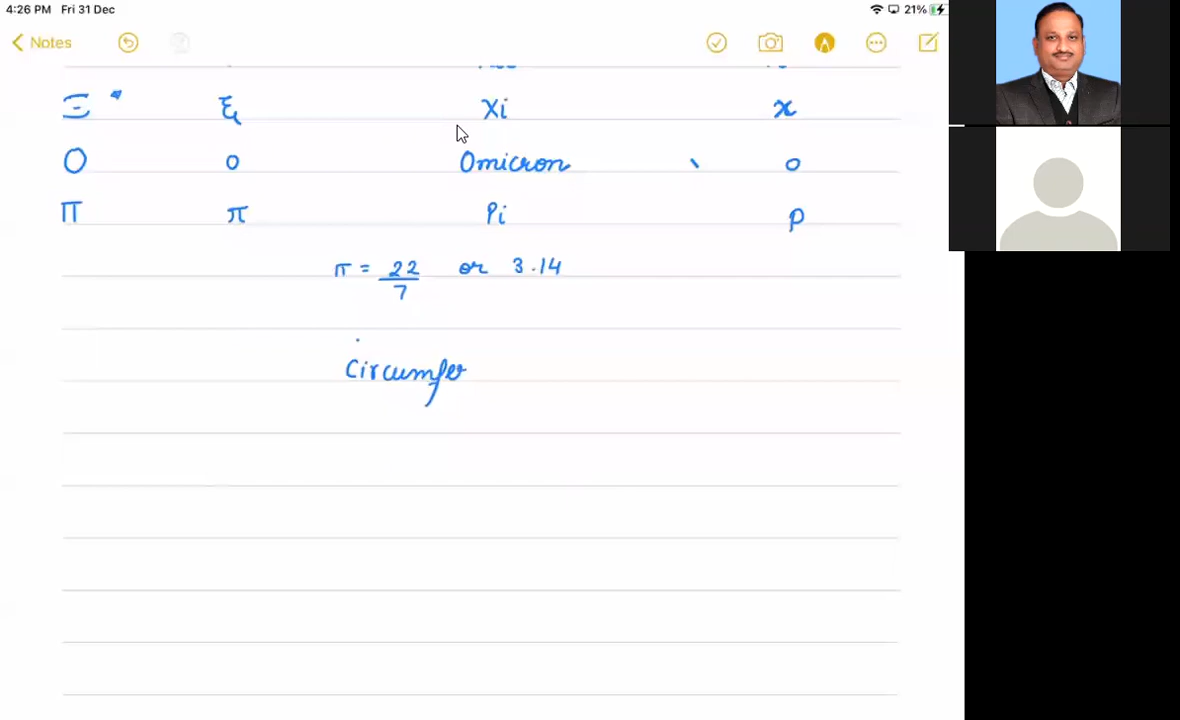 4:26 PM Fri 31 Dec 21%
Notes
Ξ ξ Xi x
O o Omicron o
Π π Pi p
π = 22/7 or 3.14
Circumfer